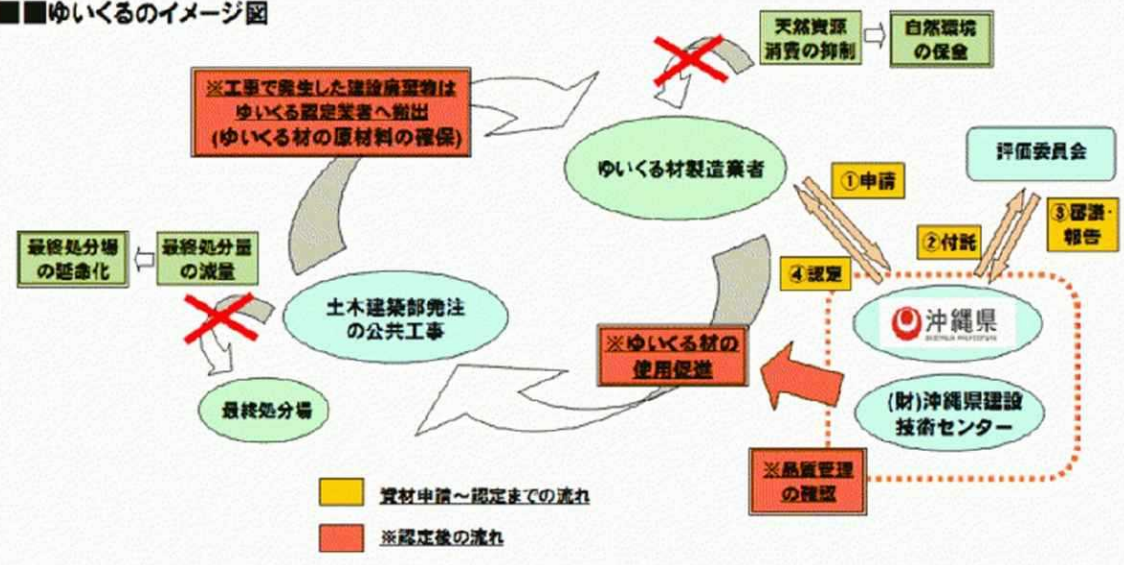 ■■ゆいくるのイメージ図
天然資源
消費の抑制
自然環境
の保全
※工事で発生した建設廃棄物は
ゆいくる認定業者へ搬出
(ゆいくる材の原材料の確保)
ゆいくる材製造業者
評価委員会
①申請
②付託
③審議・
報告
④認定
最終処分場
の延命化
最終処分量
の減量
土木建築部発注
の公共工事
沖縄県
※ゆいくる材の
使用促進
(財)沖縄県建設
技術センター
最終処分場
※品質管理
の確認
資材申請～認定までの流れ
※認定後の流れ